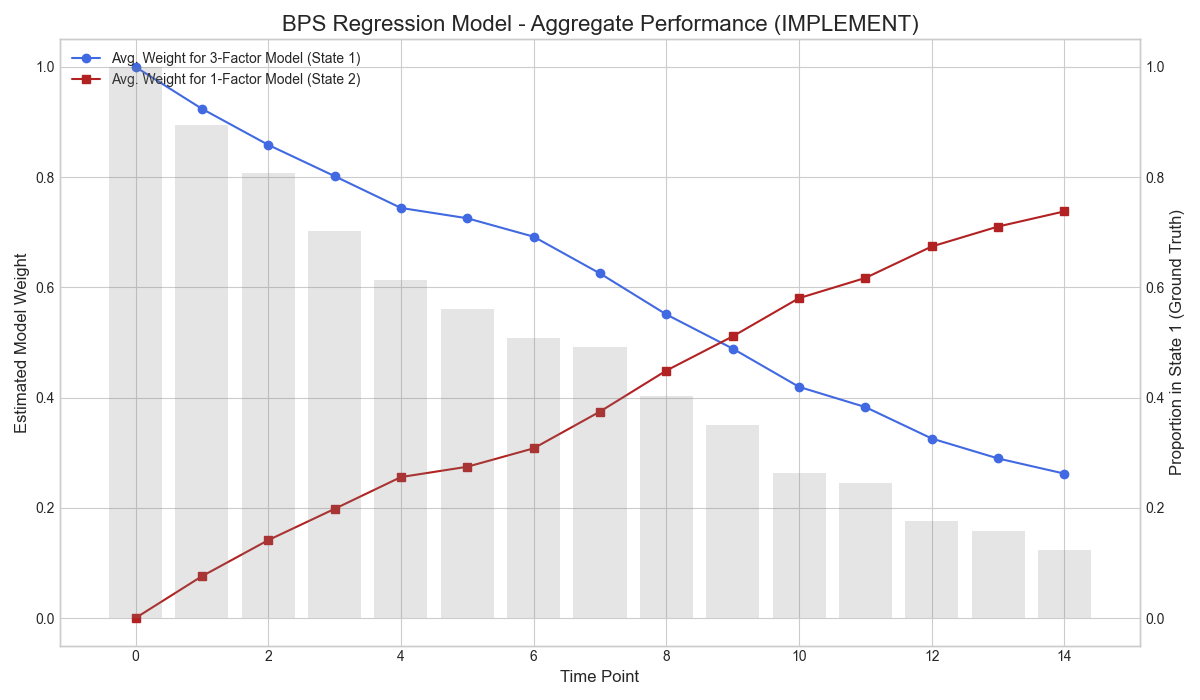 BPS Regression Model - Aggregate Performance (IMPLEMENT)
Avg. Weight for 3-Factor Model (State 1)
Avg. Weight for 1-Factor Model (State 2)
Estimated Model Weight
1.0
0.8
0.6
0.4
0.2
0.0
1.0
0.8
0.6
0.4
0.2
0.0
Proportion in State 1 (Ground Truth)
0 2 4 6 8 10 12 14
Time Point